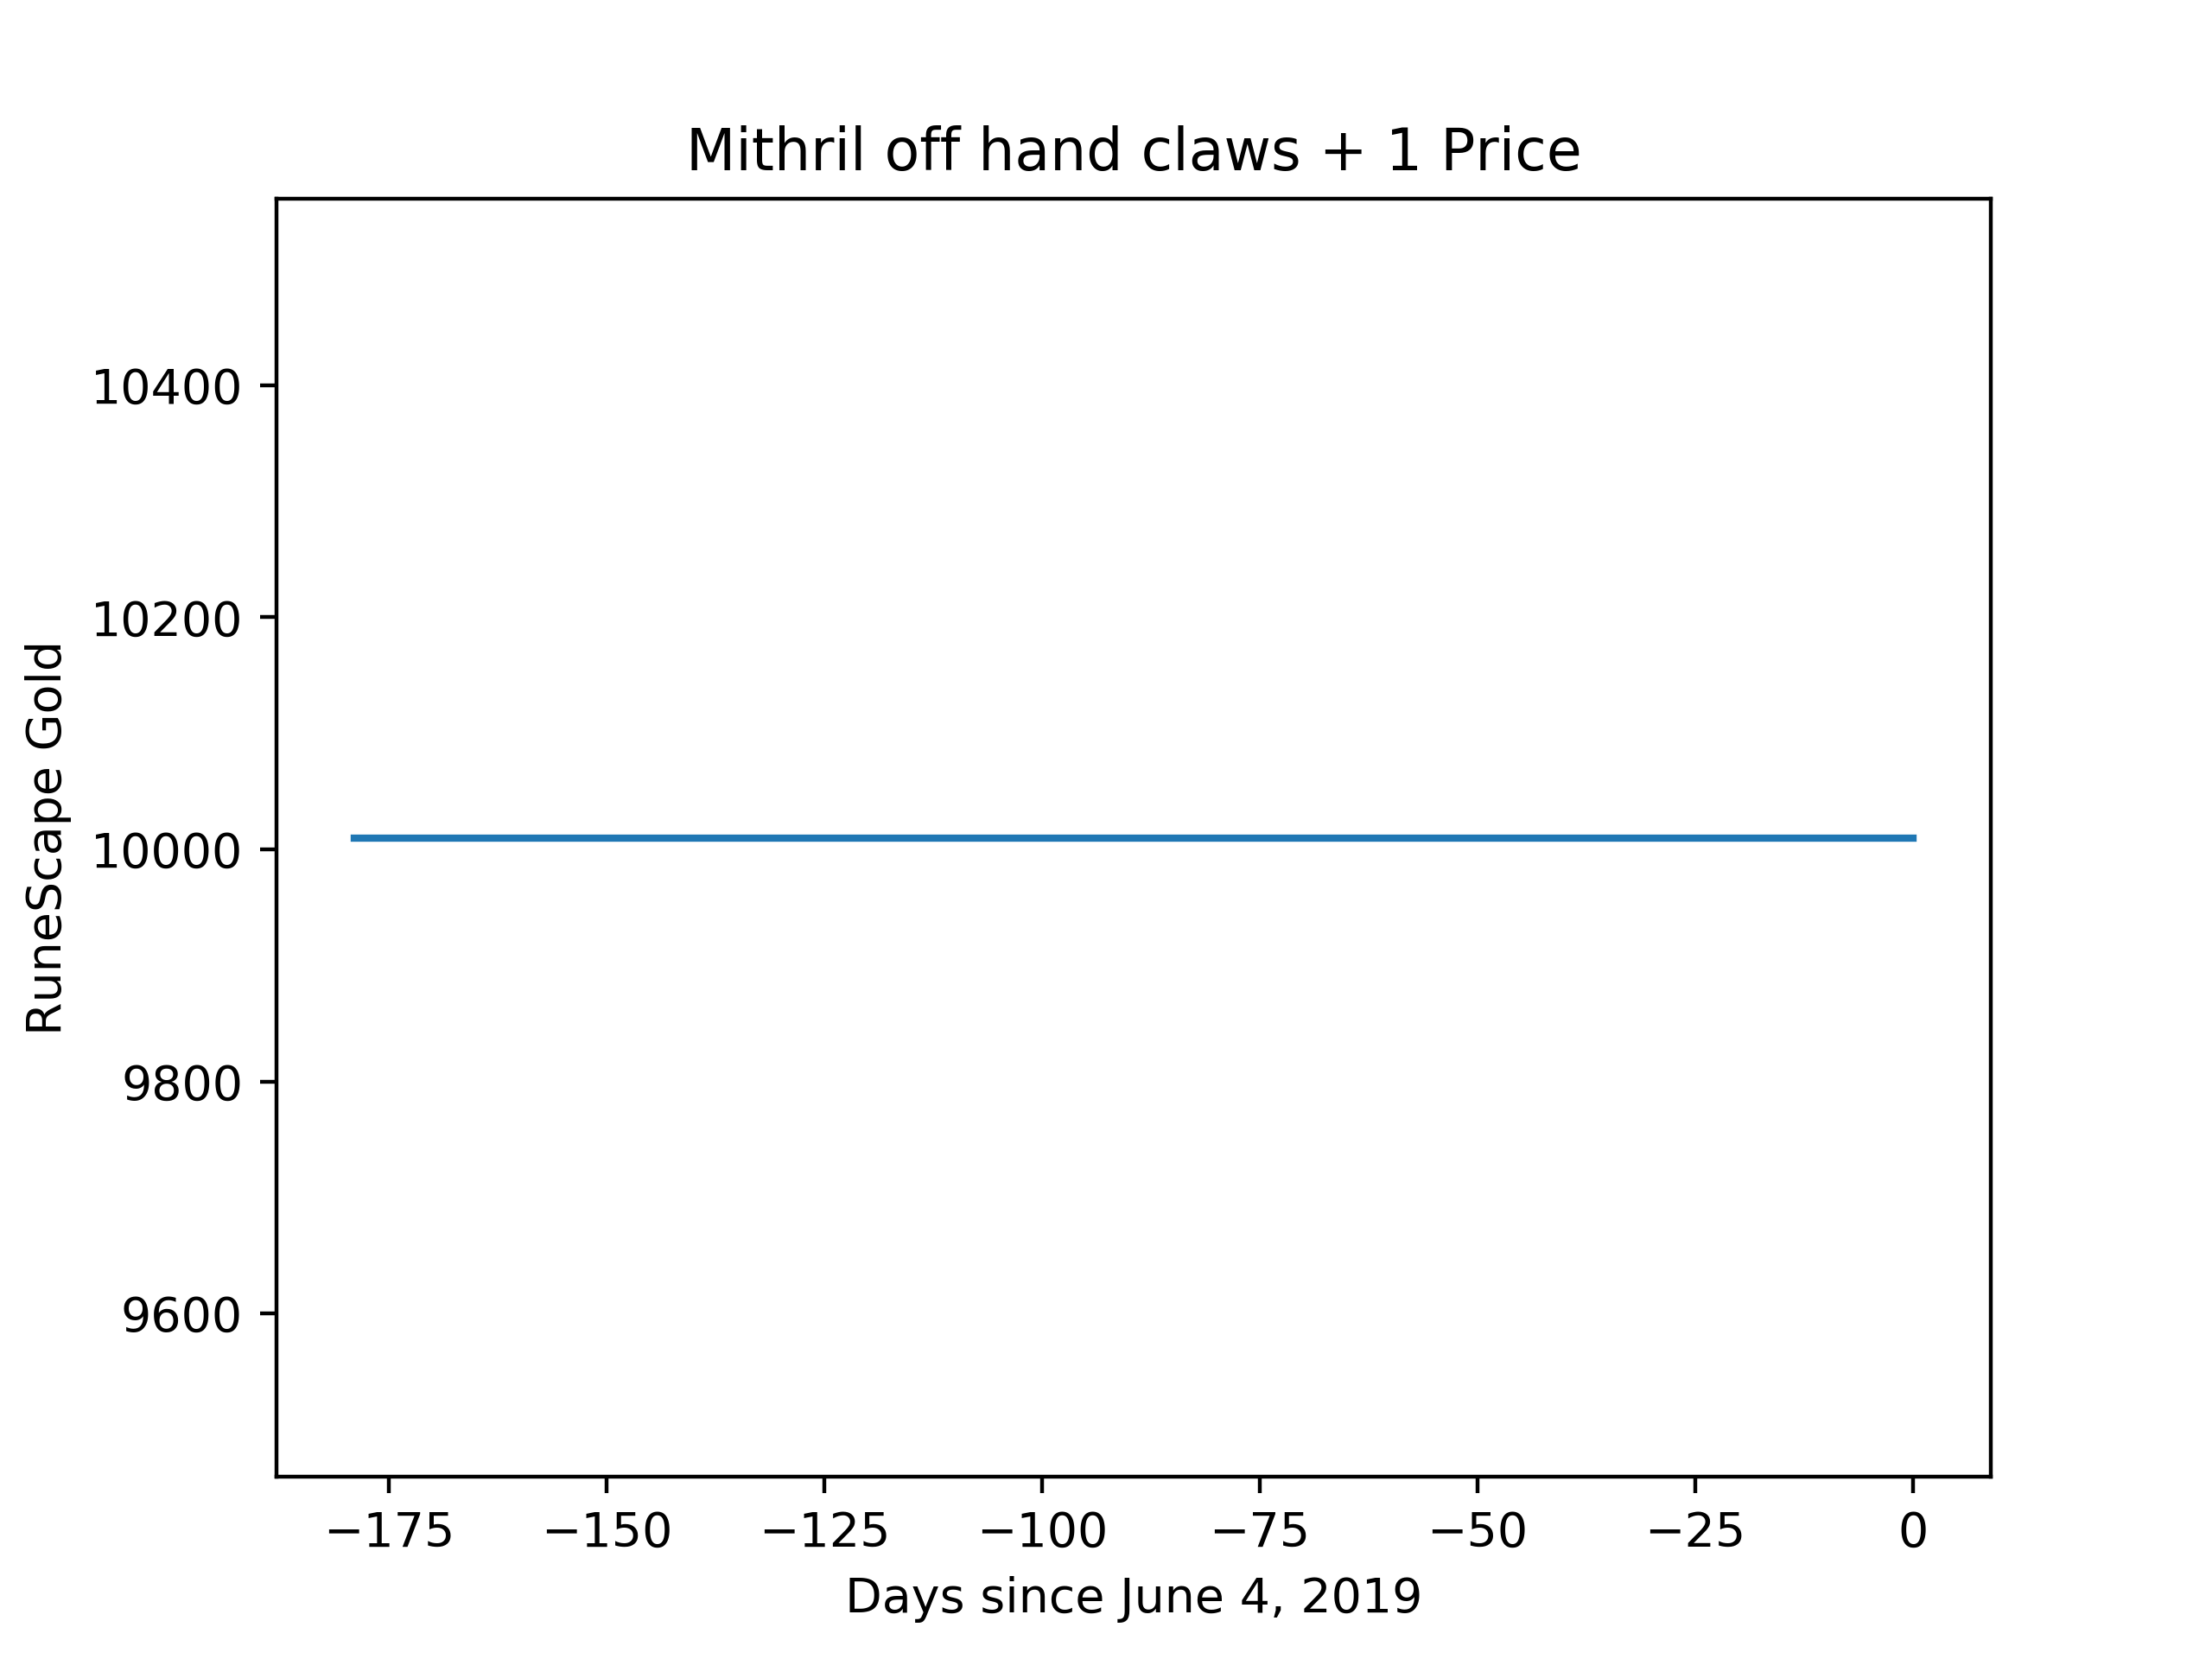 Mithril off hand claws + 1 Price
RuneScape Gold
10400
10200
10000
9800
9600
−175 −150 −125 −100 −75 −50 −25 0
Days since June 4, 2019